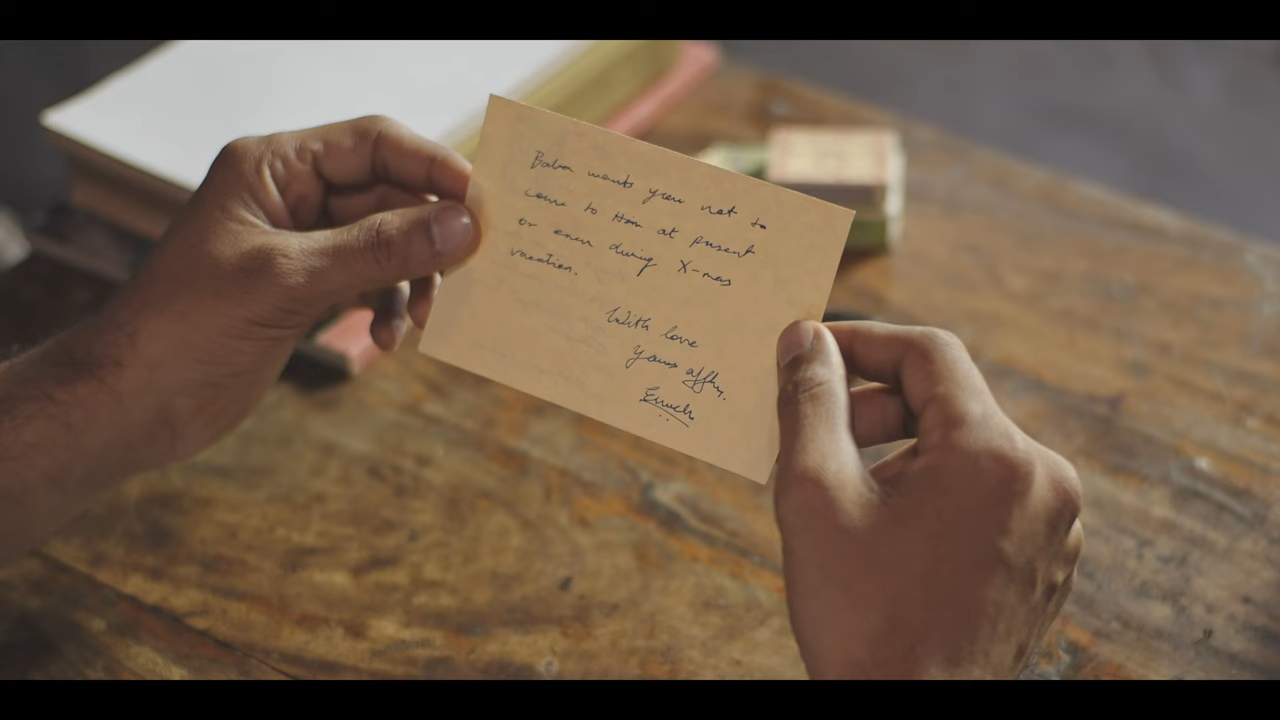 Baba wants you not to
come to Him at present
or even during X-mas
vacation.
With love
Yours affly.
Eruch